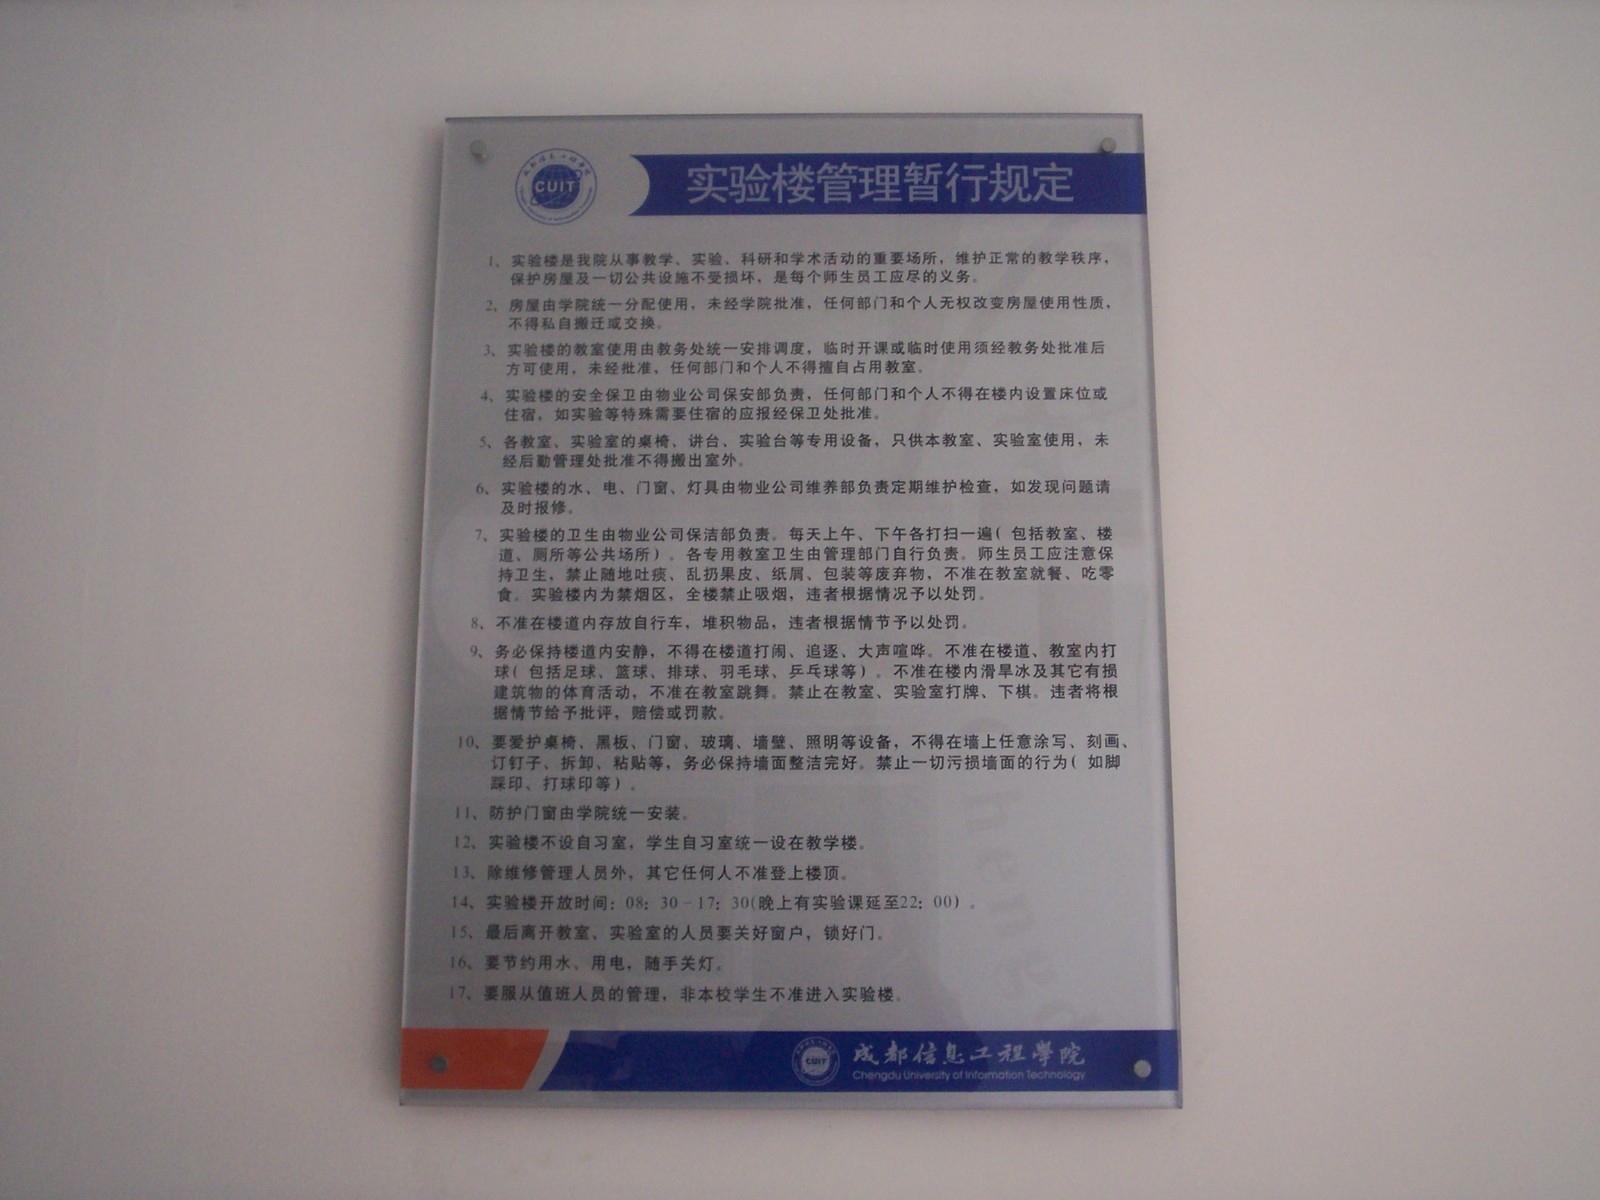 CUIT
实验楼管理暂行规定
1、实验楼是我院从事教学、实验、科研和学术活动的重要场所，维护正常的教学秩序，
保护房屋及一切公共设施不受损坏，是每个师生员工应尽的义务。
2、房屋由学院统一分配使用，未经学院批准，任何部门和个人无权改变房屋使用性质，
不得私自搬迁或交换。
3、实验楼的教室使用由教务处统一安排调度，临时开课或临时使用须经教务处批准后
方可使用，未经批准，任何部门和个人不得擅自占用教室。
4、实验楼的安全保卫由物业公司保安部负责，任何部门和个人不得在楼内设置床位或
住宿，如实验等特殊需要住宿的应报经保卫处批准。
5、各教室、实验室的桌椅、讲台、实验台等专用设备，只供本教室、实验室使用，未
经后勤管理处批准不得搬出室外。
6、实验楼的水、电、门窗、灯具由物业公司维养部负责定期维护检查，如发现问题请
及时报修。
7、实验楼的卫生由物业公司保洁部负责。每天上午、下午各打扫一遍（包括教室、楼
道、厕所等公共场所）。各专用教室卫生由管理部门自行负责。师生员工应注意保
持卫生，禁止随地吐痰、乱扔果皮、纸屑、包装等废弃物，不准在教室就餐、吃零
食。实验楼内为禁烟区，全楼禁止吸烟，违者根据情况予以处罚。
8、不准在楼道内存放自行车，堆积物品，违者根据情节予以处罚。
9、务必保持楼道内安静，不得在楼道打闹、追逐、大声喧哗。不准在楼道、教室内打
球（包括足球、篮球、排球、羽毛球、乒乓球等）。不准在楼内滑旱冰及其它有损
建筑物的体育活动，不准在教室跳舞。禁止在教室、实验室打牌、下棋。违者将根
据情节给予批评，赔偿或罚款。
10、要爱护桌椅、黑板、门窗、玻璃、墙壁、照明等设备，不得在墙上任意涂写、刻画、
订钉子、拆卸、粘贴等，务必保持墙面整洁完好。禁止一切污损墙面的行为（如脚
踩印、打球印等）。
11、防护门窗由学院统一安装。
12、实验楼不设自习室，学生自习室统一设在教学楼。
13、除维修管理人员外，其它任何人不准登上楼顶。
14、实验楼开放时间：08：30－17：30(晚上有实验课延至22：00)。
15、最后离开教室、实验室的人员要关好窗户，锁好门。
16、要节约用水、用电，随手关灯。
17、要服从值班人员的管理，非本校学生不准进入实验楼。
CUIT
成都信息工程學院
Chengdu University of Information Technology